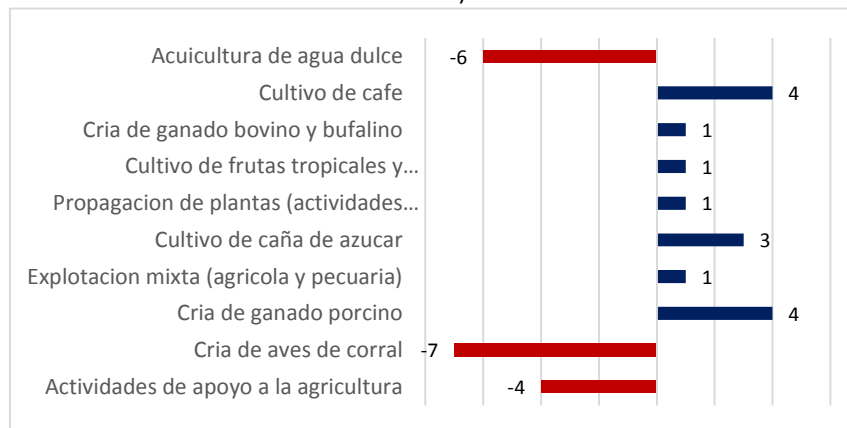 Acuicultura de agua dulce -6
Cultivo de cafe 4
Cria de ganado bovino y bufalino 1
Cultivo de frutas tropicales y... 1
Propagacion de plantas (actividades... 1
Cultivo de caña de azucar 3
Explotacion mixta (agricola y pecuaria) 1
Cria de ganado porcino 4
Cria de aves de corral -7
Actividades de apoyo a la agricultura -4